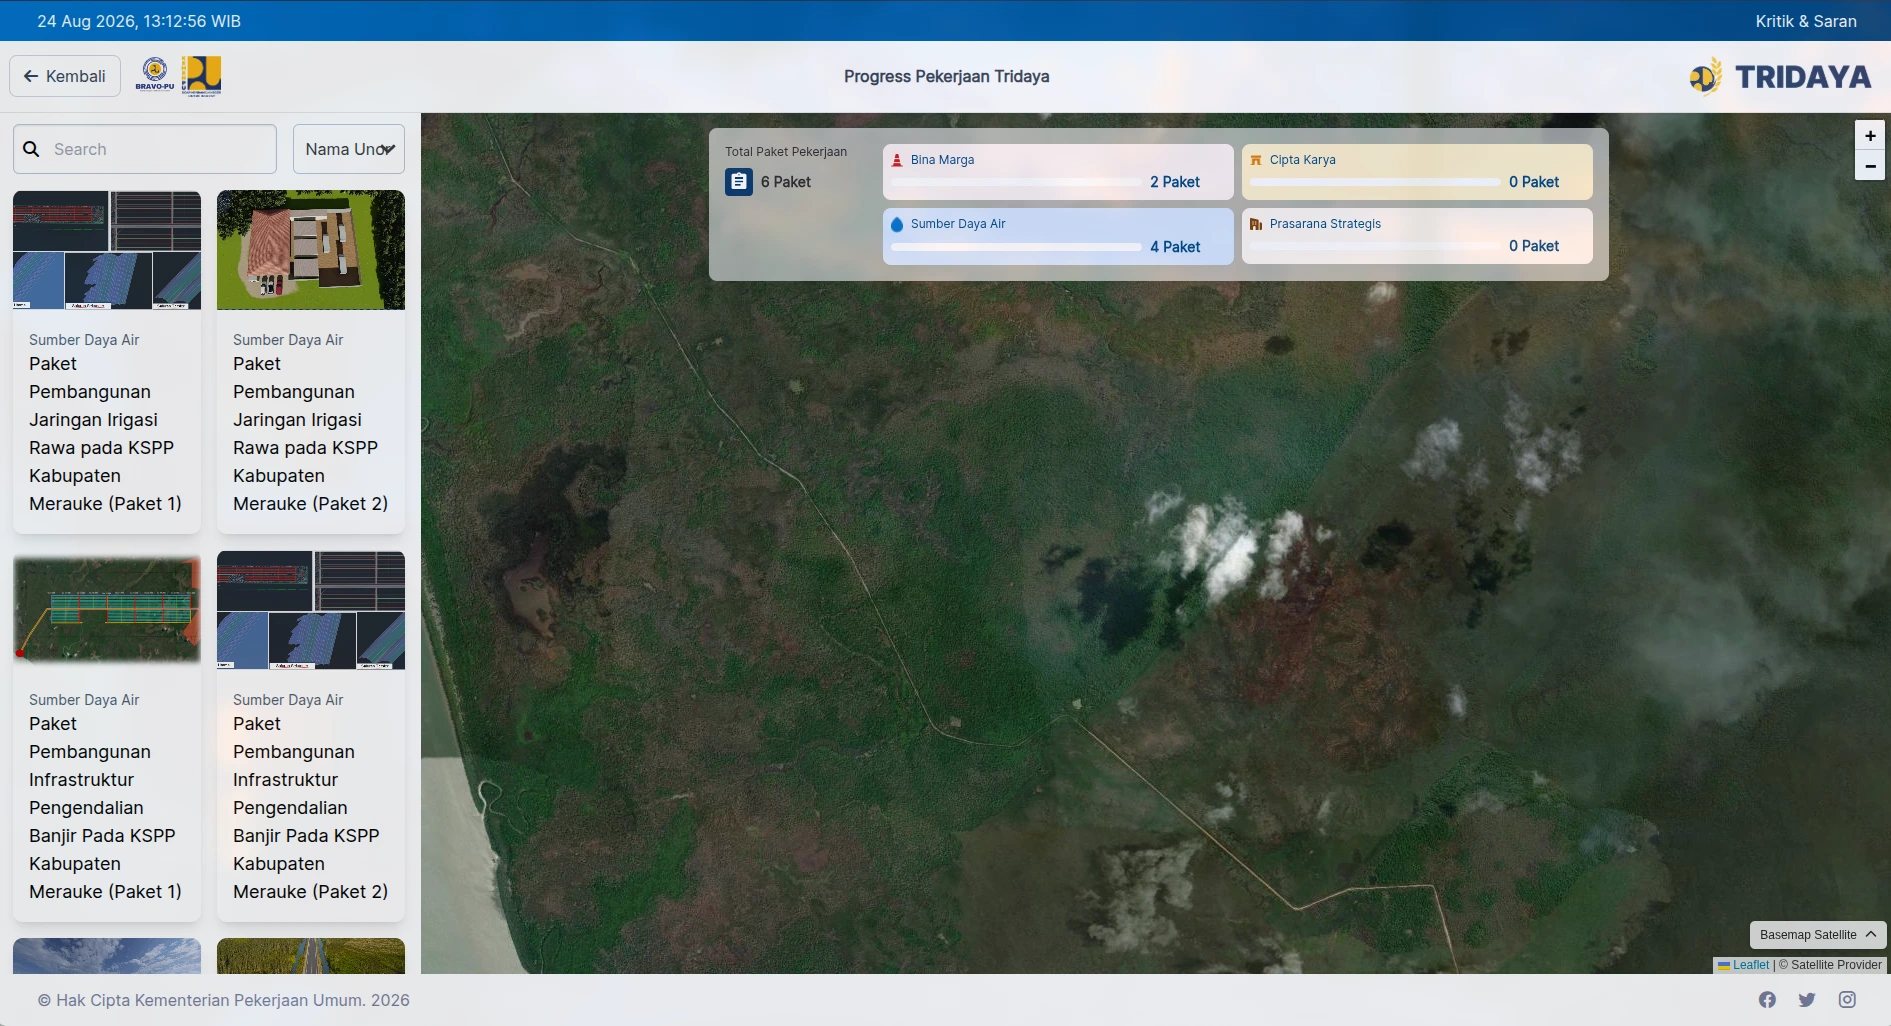 24 Aug 2026, 13:12:56 WIB
Kritik & Saran
Kembali
BRAVO-PU
Progress Pekerjaan Tridaya
TRIDAYA
Search
Nama Unor
Total Paket Pekerjaan
6 Paket
Bina Marga
2 Paket
Cipta Karya
0 Paket
Sumber Daya Air
4 Paket
Prasarana Strategis
0 Paket
+
−
Sumber Daya Air
Paket
Pembangunan
Jaringan Irigasi
Rawa pada KSPP
Kabupaten
Merauke (Paket 1)
Sumber Daya Air
Paket
Pembangunan
Jaringan Irigasi
Rawa pada KSPP
Kabupaten
Merauke (Paket 2)
Sumber Daya Air
Paket
Pembangunan
Infrastruktur
Pengendalian
Banjir Pada KSPP
Kabupaten
Merauke (Paket 1)
Sumber Daya Air
Paket
Pembangunan
Infrastruktur
Pengendalian
Banjir Pada KSPP
Kabupaten
Merauke (Paket 2)
Basemap Satellite
Leaflet | © Satellite Provider
© Hak Cipta Kementerian Pekerjaan Umum. 2026